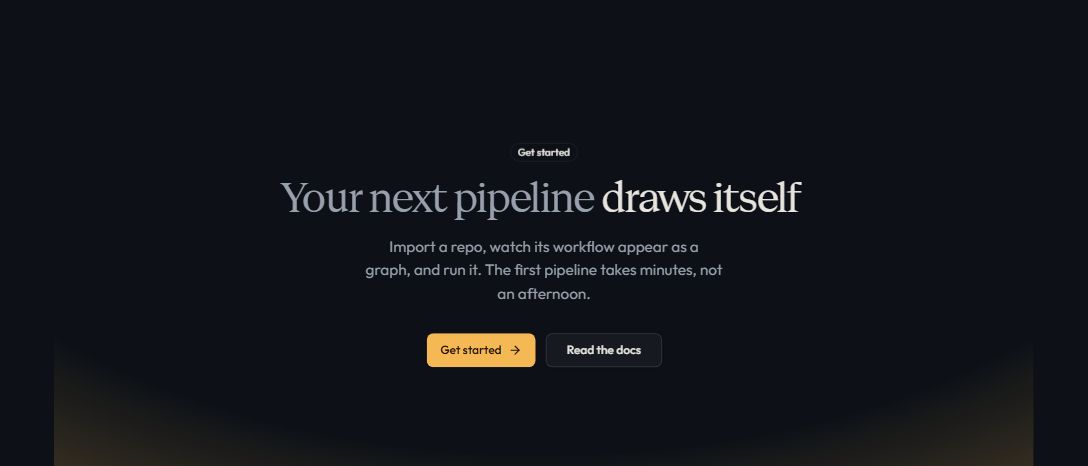 Get started
Your next pipeline draws itself
Import a repo, watch its workflow appear as a
graph, and run it. The first pipeline takes minutes, not
an afternoon.
Get started →
Read the docs